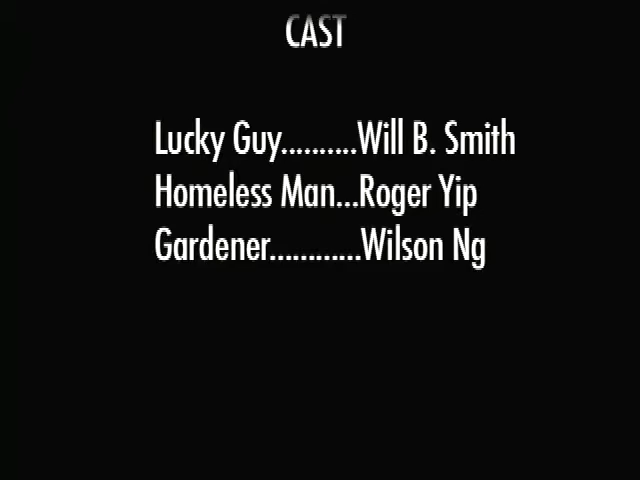 CAST
Lucky Guy..........Will B. Smith
Homeless Man...Roger Yip
Gardener............Wilson Ng